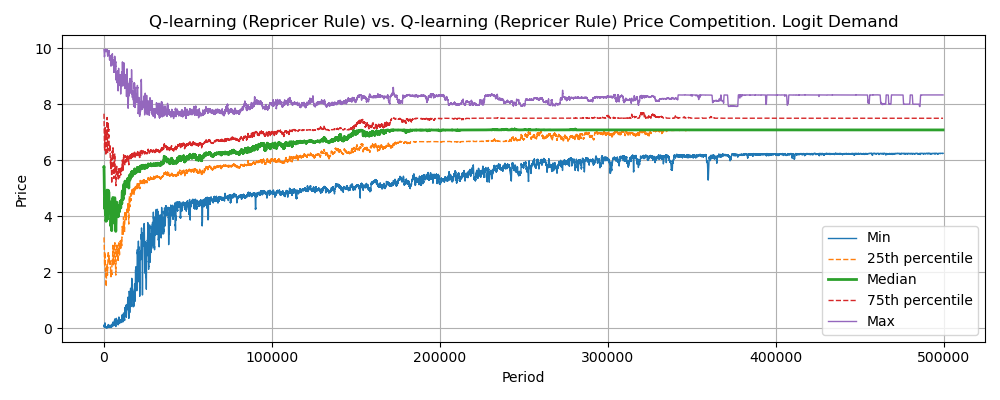 Q-learning (Repricer Rule) vs. Q-learning (Repricer Rule) Price Competition. Logit Demand
10
8
6
4
2
0
Price
Min
25th percentile
Median
75th percentile
Max
0 100000 200000 300000 400000 500000
Period